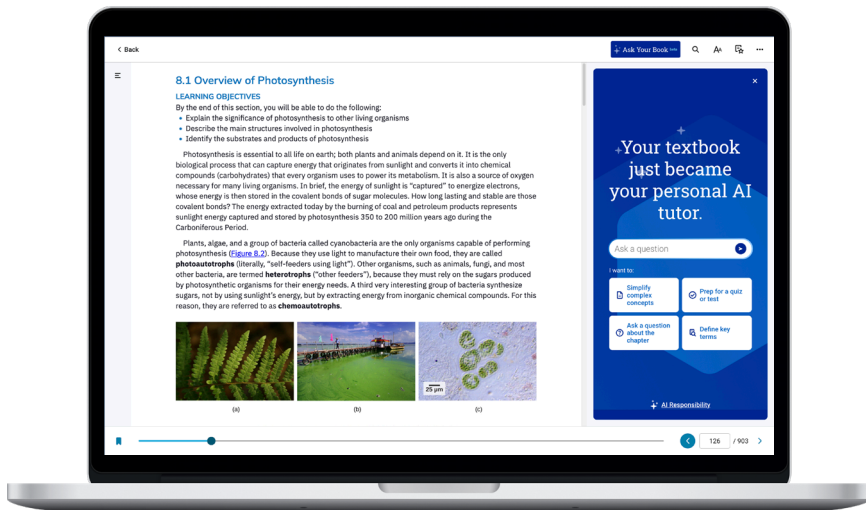 Back
Ask Your Book beta
AA
8.1 Overview of Photosynthesis
LEARNING OBJECTIVES
By the end of this section, you will be able to do the following:
• Explain the significance of photosynthesis to other living organisms
• Describe the main structures involved in photosynthesis
• Identify the substrates and products of photosynthesis
Photosynthesis is essential to all life on earth; both plants and animals depend on it. It is the only
biological process that can capture energy that originates from sunlight and converts it into chemical
compounds (carbohydrates) that every organism uses to power its metabolism. It is also a source of oxygen
necessary for many living organisms. In brief, the energy of sunlight is “captured” to energize electrons,
whose energy is then stored in the covalent bonds of sugar molecules. How long lasting and stable are those
covalent bonds? The energy extracted today by the burning of coal and petroleum products represents
sunlight energy captured and stored by photosynthesis 350 to 200 million years ago during the
Carboniferous Period.
Plants, algae, and a group of bacteria called cyanobacteria are the only organisms capable of performing
photosynthesis (Figure 8.2). Because they use light to manufacture their own food, they are called
photoautotrophs (literally, “self-feeders using light”). Other organisms, such as animals, fungi, and most
other bacteria, are termed heterotrophs (“other feeders”), because they must rely on the sugars produced
by photosynthetic organisms for their energy needs. A third very interesting group of bacteria synthesize
sugars, not by using sunlight’s energy, but by extracting energy from inorganic chemical compounds. For this
reason, they are referred to as chemoautotrophs.
25 μm
(a)
(b)
(c)
Your textbook
just became
your personal AI
tutor.
Ask a question
I want to:
Simplify
complex
concepts
Prep for a quiz
or test
Ask a question
about the
chapter
Define key
terms
AI Responsibility
126
/ 903